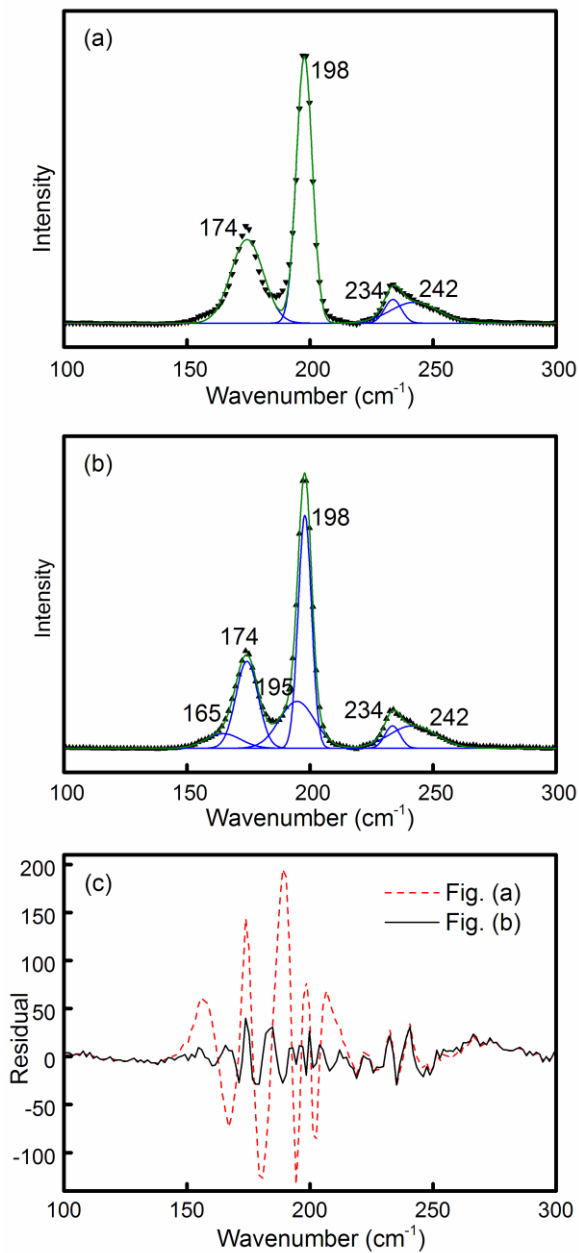 (a)
198
174
234
242
Intensity
100 150 200 250 300
Wavenumber (cm⁻¹)
(b)
198
174
195
165
234
242
Intensity
100 150 200 250 300
Wavenumber (cm⁻¹)
(c)
Fig. (a)
Fig. (b)
200
150
100
50
0
-50
-100
Residual
100 150 200 250 300
Wavenumber (cm⁻¹)